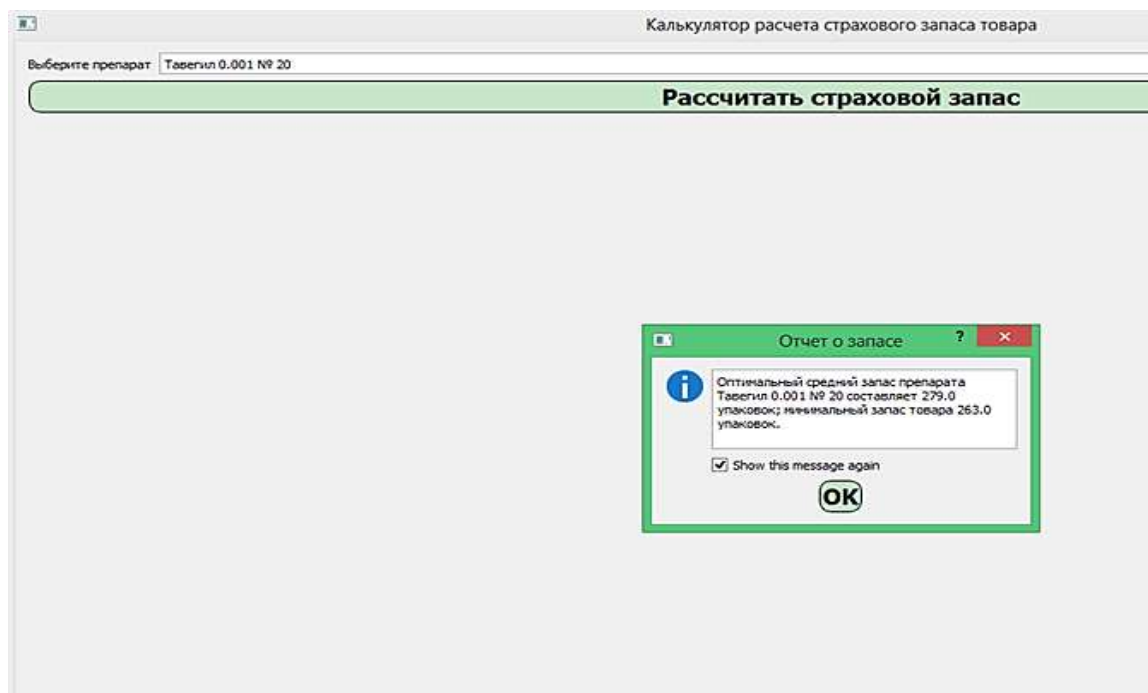 Калькулятор расчета страхового запаса товара
Выберите препарат Тавегил 0.001 № 20
Рассчитать страховой запас
Отчет о запасе ?
Оптимальный средний запас препарата
Тавегил 0.001 № 20 составляет 279.0
упаковок; минимальный запас товара 263.0
упаковок.
Show this message again
OK